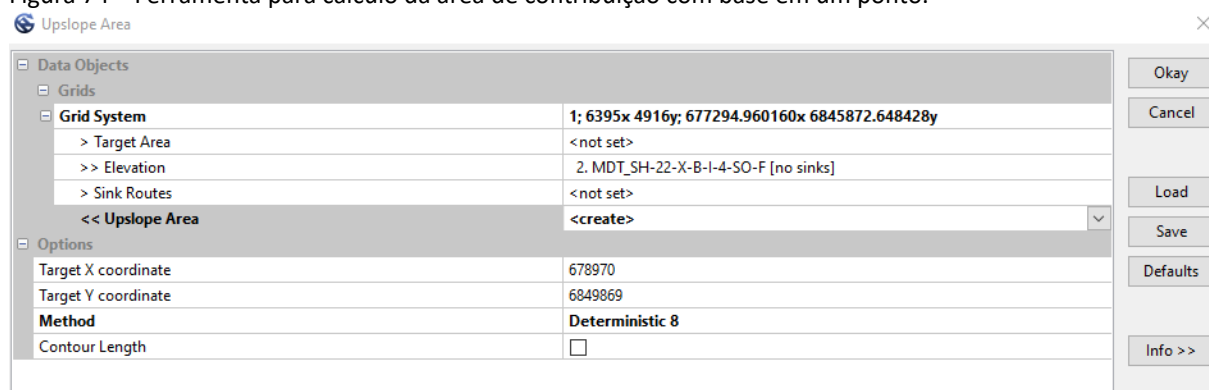 Figura 74 – Ferramenta para cálculo da área de contribuição com base em um ponto.
Upslope Area
Data Objects
Grids
Grid System 1; 6395x 4916y; 677294.960160x 6845872.648428y
> Target Area <not set>
>> Elevation 2. MDT_SH-22-X-B-I-4-SO-F [no sinks]
> Sink Routes <not set>
<< Upslope Area <create>
Options
Target X coordinate 678970
Target Y coordinate 6849869
Method Deterministic 8
Contour Length
Okay
Cancel
Load
Save
Defaults
Info >>